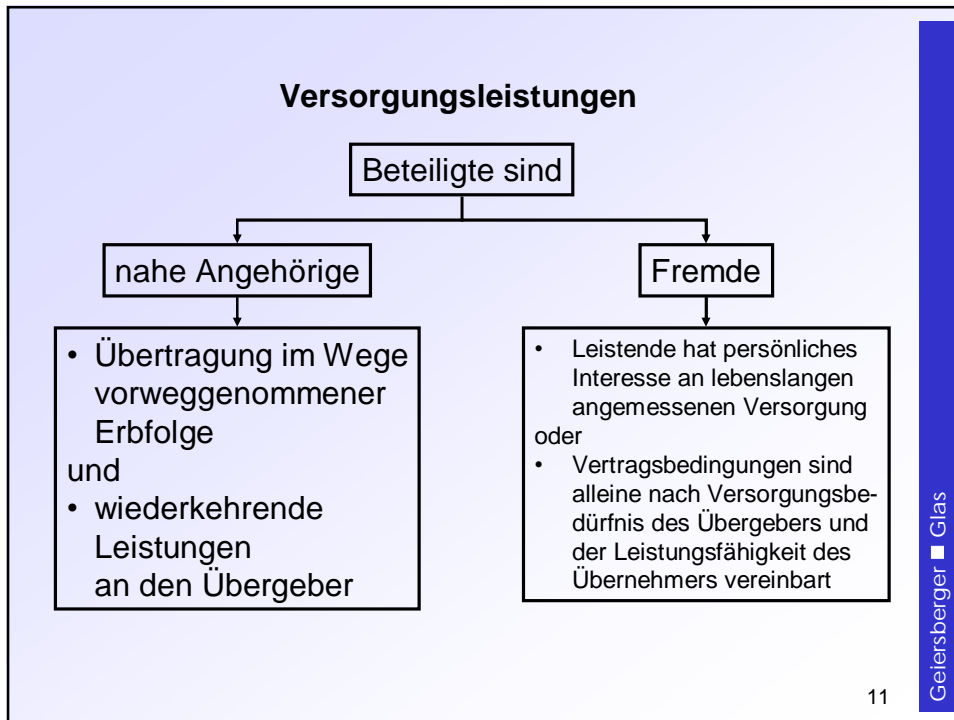 Versorgungsleistungen
Beteiligte sind
nahe Angehörige
Fremde
• Übertragung im Wege
vorweggenommener
Erbfolge
und
• wiederkehrende
Leistungen
an den Übergeber
• Leistende hat persönliches
Interesse an lebenslangen
angemessenen Versorgung
oder
• Vertragsbedingungen sind
alleine nach Versorgungsbe-
dürfnis des Übergebers und
der Leistungsfähigkeit des
Übernehmers vereinbart
Geiersberger ■ Glas
11